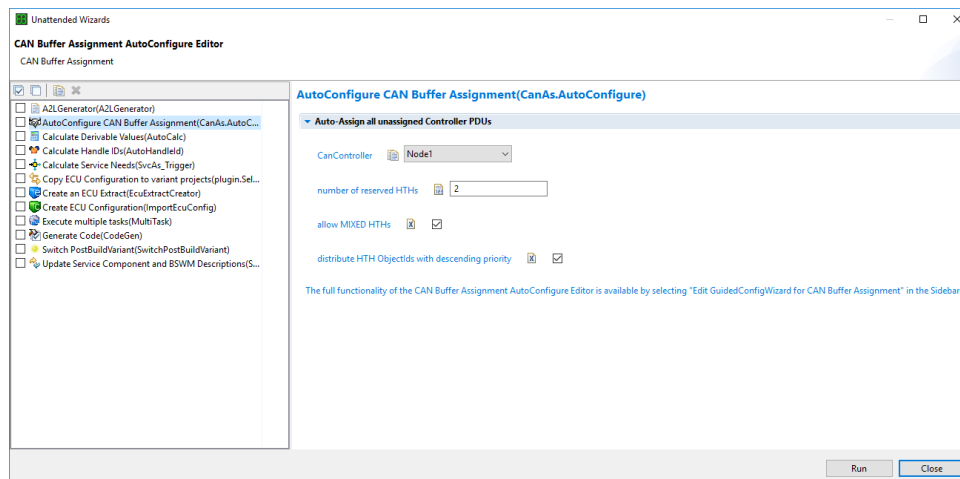 Unattended Wizards
CAN Buffer Assignment AutoConfigure Editor
CAN Buffer Assignment
A2LGenerator(A2LGenerator)
AutoConfigure CAN Buffer Assignment(CanAs.AutoC...
Calculate Derivable Values(AutoCalc)
Calculate Handle IDs(AutoHandleId)
Calculate Service Needs(SvcAs_Trigger)
Copy ECU Configuration to variant projects(plugin.Sel...
Create an ECU Extract(EcuExtractCreator)
Create ECU Configuration(ImportEcuConfig)
Execute multiple tasks(MultiTask)
Generate Code(CodeGen)
Switch PostBuildVariant(SwitchPostBuildVariant)
Update Service Component and BSWM Descriptions(S...
AutoConfigure CAN Buffer Assignment(CanAs.AutoConfigure)
Auto-Assign all unassigned Controller PDUs
CanController Node1
number of reserved HTHs 2
allow MIXED HTHs
distribute HTH ObjectIds with descending priority
The full functionality of the CAN Buffer Assignment AutoConfigure Editor is available by selecting "Edit GuidedConfigWizard for CAN Buffer Assignment" in the Sidebar
Run Close